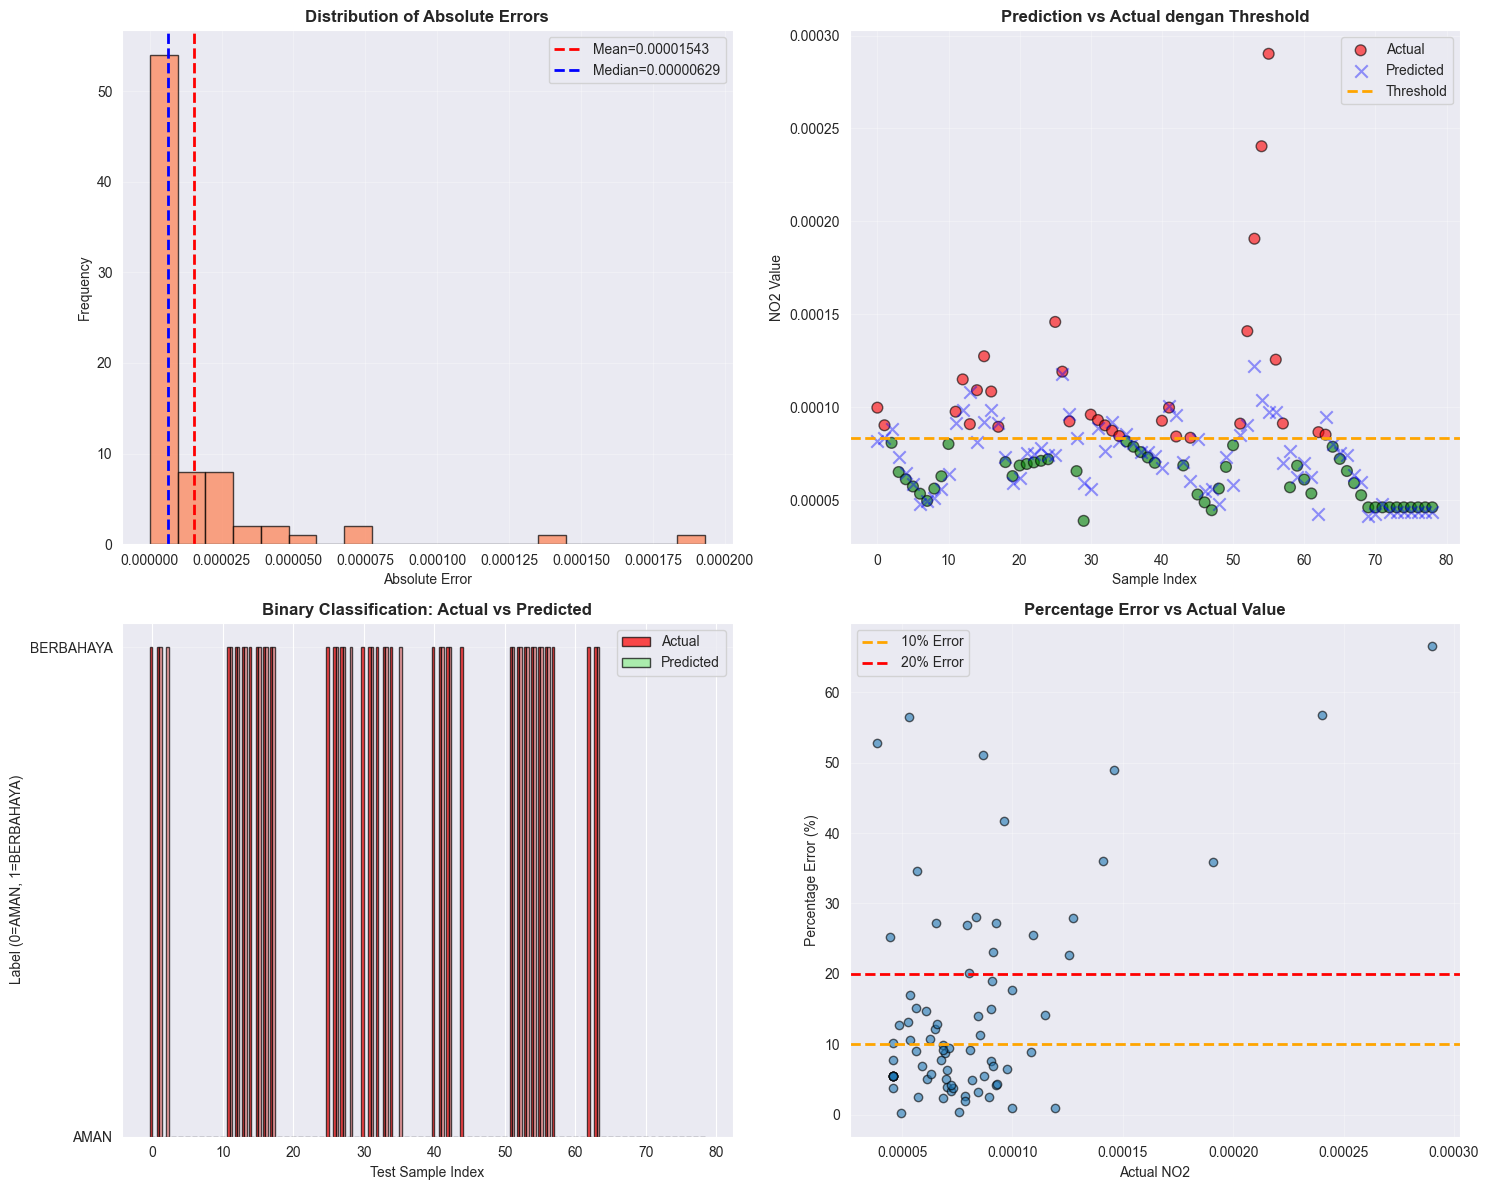 Distribution of Absolute Errors
Mean=0.00001543
Median=0.00000629
Frequency
50
40
30
20
10
0
0.000000
0.000025
0.000050
0.000075
0.000100
0.000125
0.000150
0.000175
0.000200
Absolute Error
Prediction vs Actual dengan Threshold
Actual
Predicted
Threshold
NO2 Value
0.00030
0.00025
0.00020
0.00015
0.00010
0.00005
0
10
20
30
40
50
60
70
80
Sample Index
Binary Classification: Actual vs Predicted
Actual
Predicted
Label (0=AMAN, 1=BERBAHAYA)
BERBAHAYA
AMAN
0
10
20
30
40
50
60
70
80
Test Sample Index
Percentage Error vs Actual Value
10% Error
20% Error
Percentage Error (%)
60
50
40
30
20
10
0
0.00005
0.00010
0.00015
0.00020
0.00025
0.00030
Actual NO2